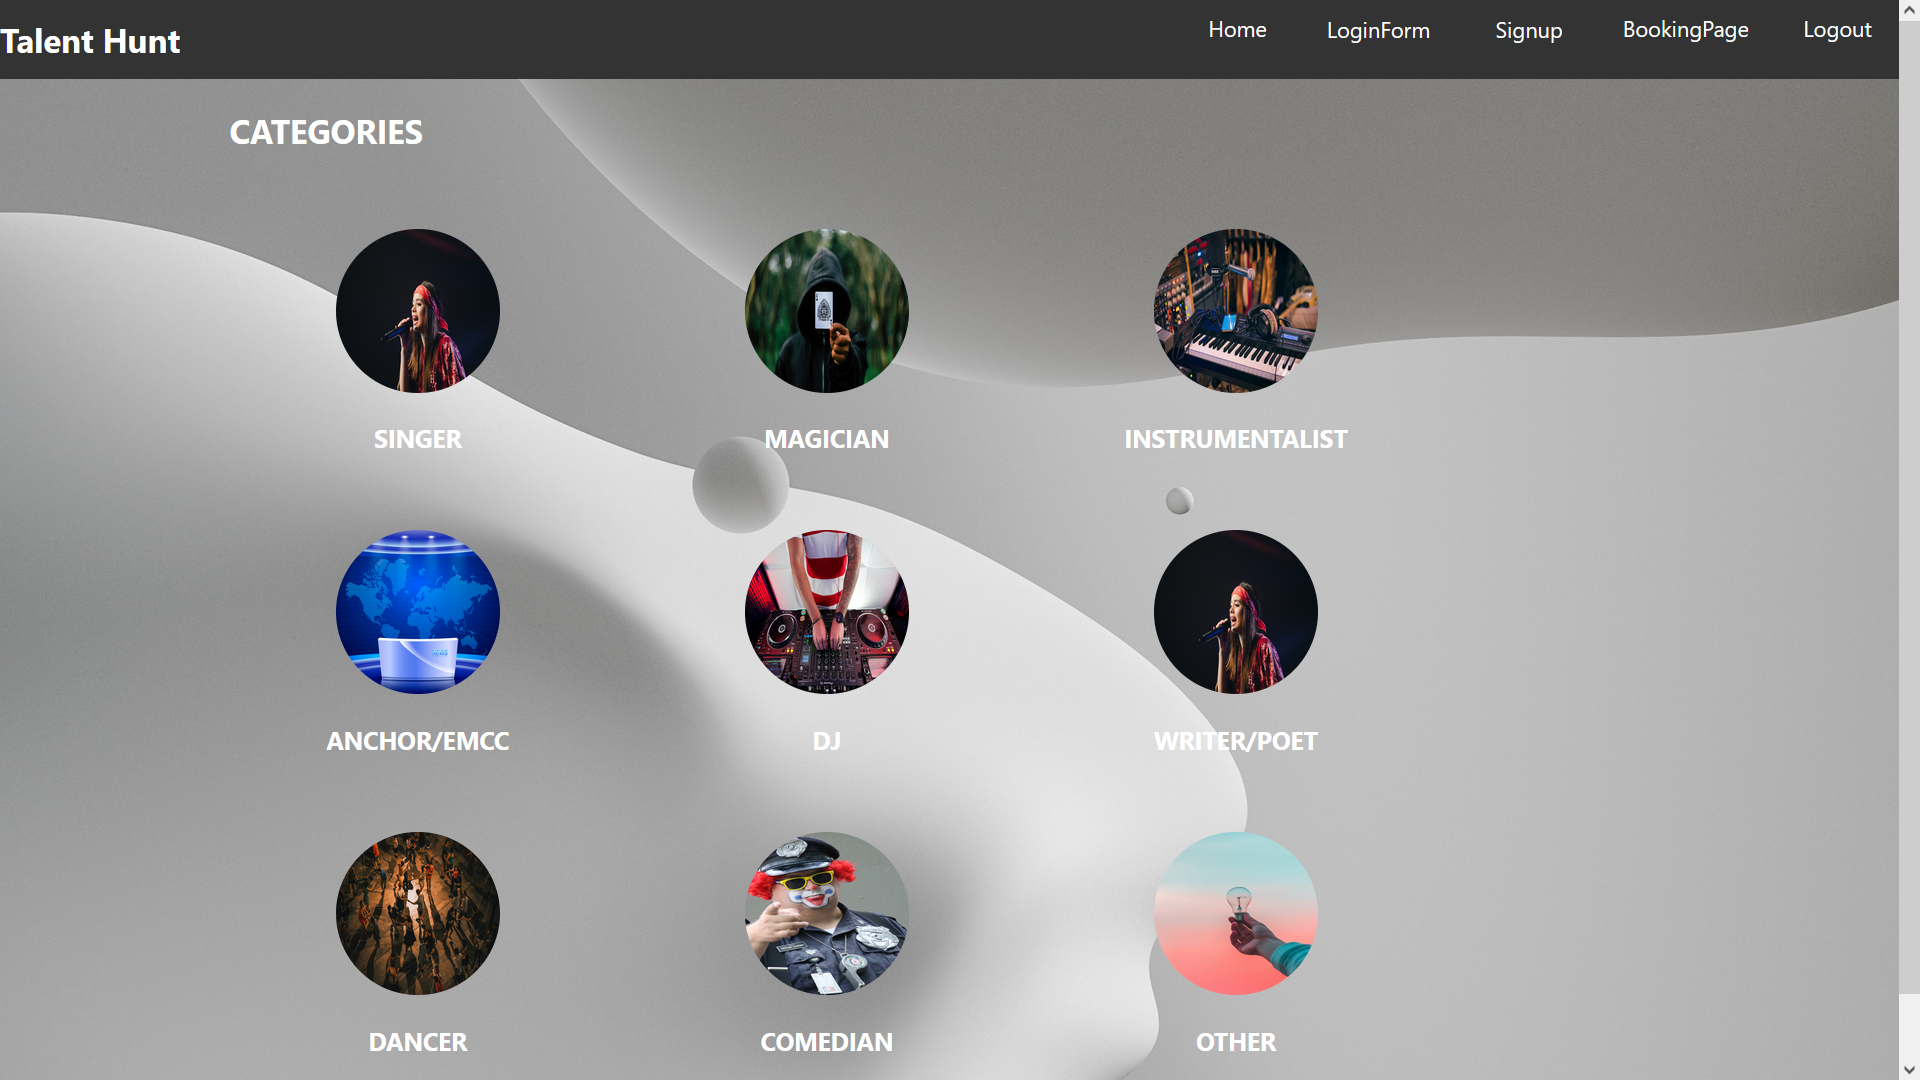 Talent Hunt
Home LoginForm Signup BookingPage Logout
CATEGORIES
SINGER MAGICIAN INSTRUMENTALIST
NEWS
ANCHOR/EMCC DJ WRITER/POET
DANCER COMEDIAN OTHER